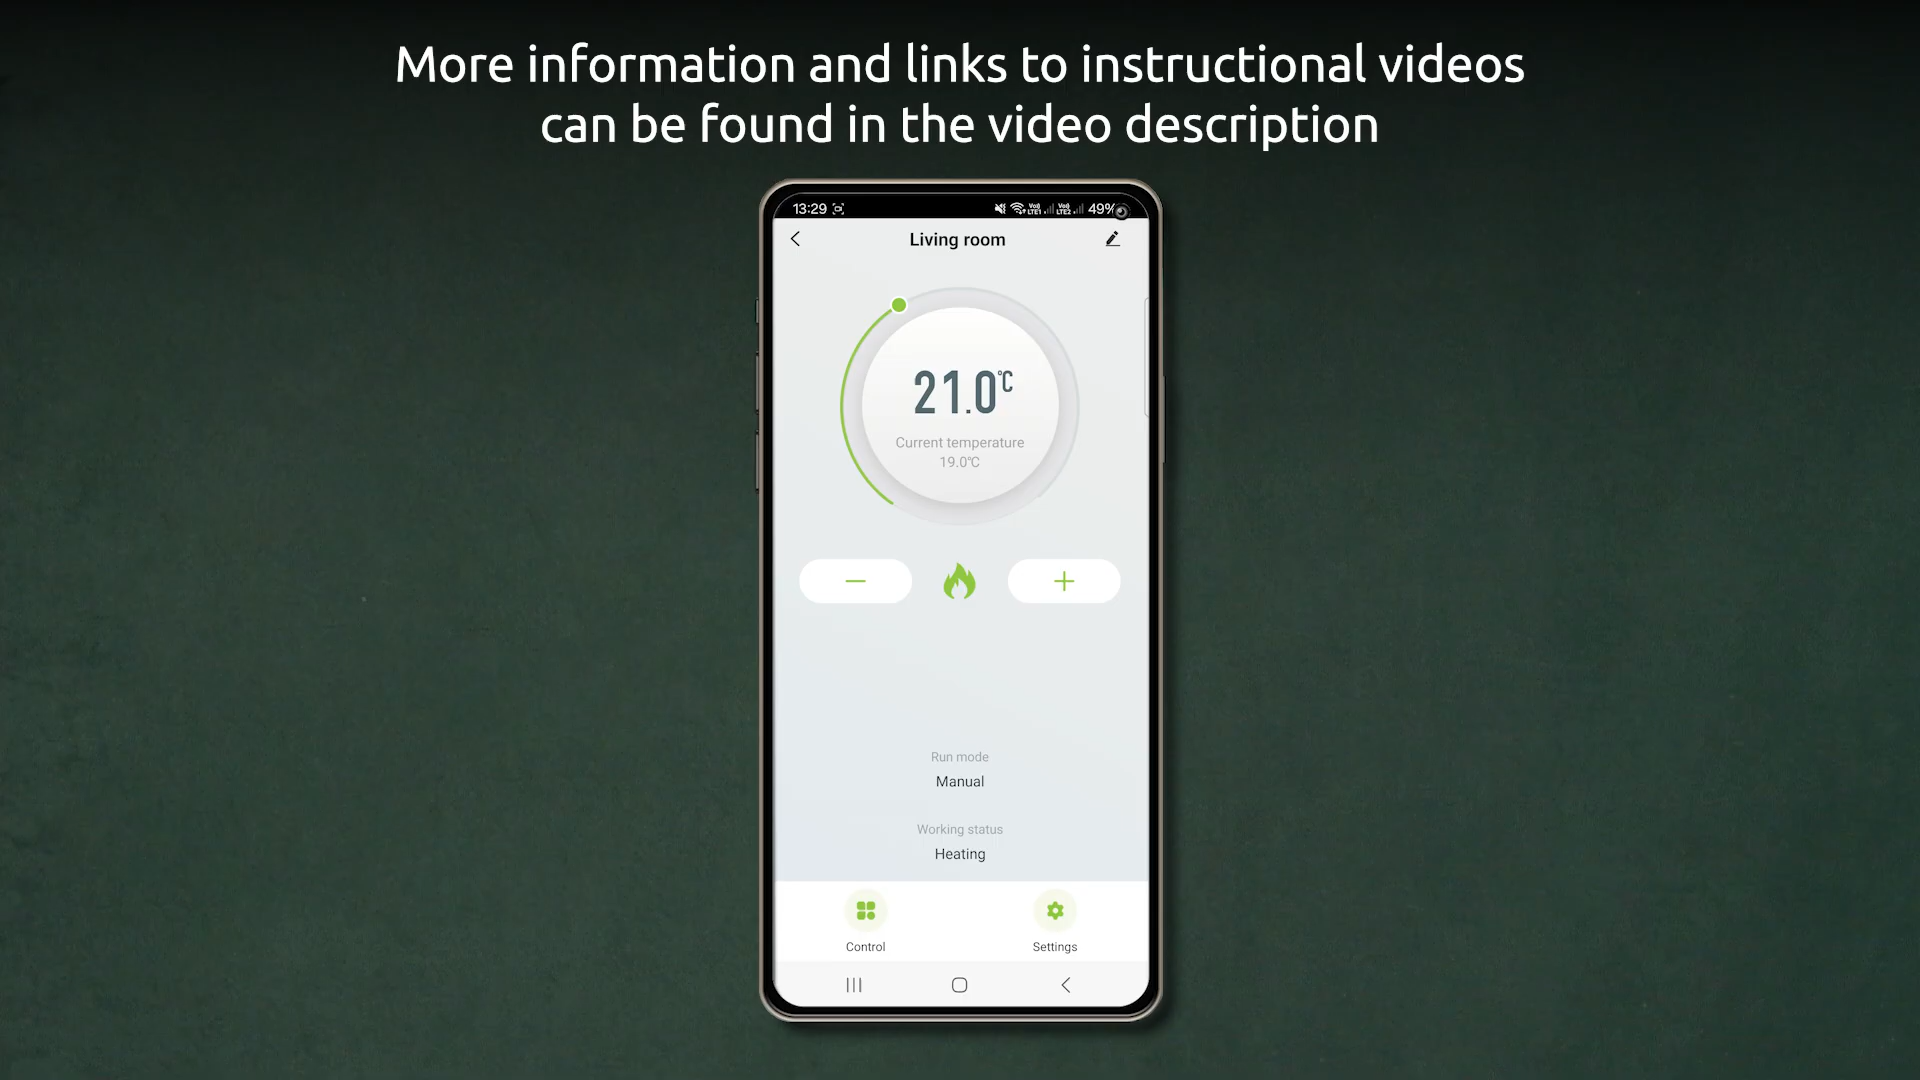 More information and links to instructional videos
can be found in the video description
13:29 49%
Living room
21.0℃
Current temperature
19.0℃
Run mode
Manual
Working status
Heating
Control Settings